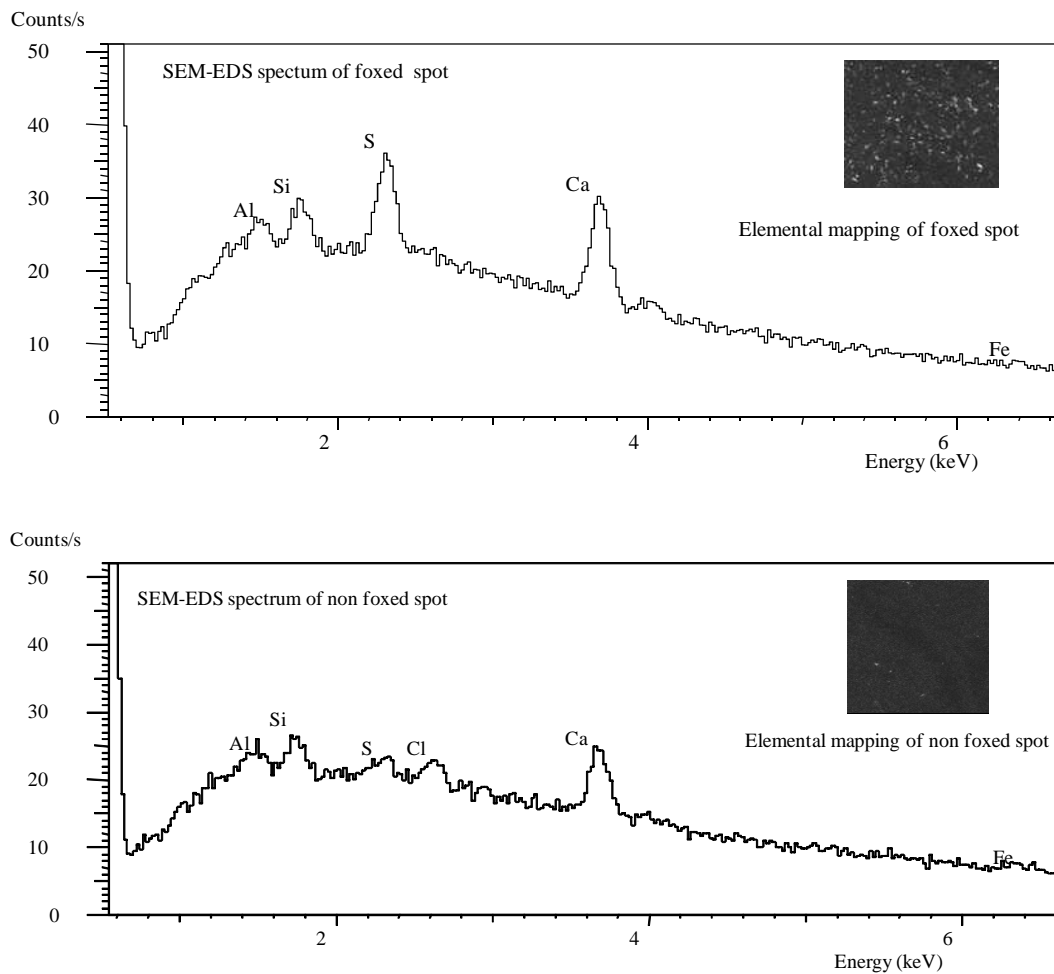 Counts/s
50
SEM-EDS spectum of foxed spot
40
S
30
Si
Ca
Al
Elemental mapping of foxed spot
20
10
Fe
0
2
4
6
Energy (keV)
Counts/s
50
SEM-EDS spectrum of non foxed spot
40
30
Si
Al
S
Cl
Ca
Elemental mapping of non foxed spot
20
10
Fe
0
2
4
6
Energy (keV)